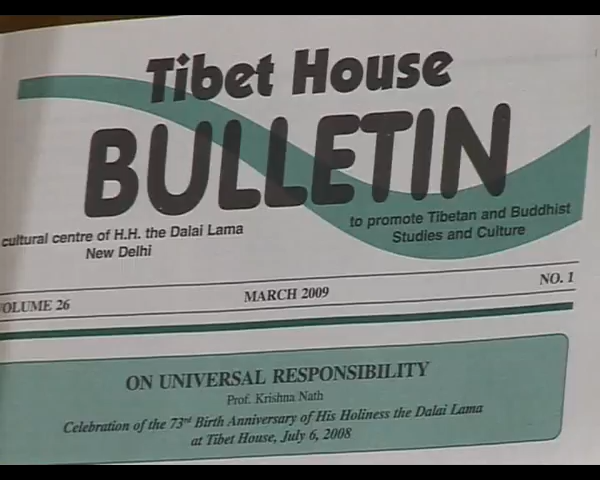 Tibet House
BULLETIN
cultural centre of H.H. the Dalai Lama
New Delhi
to promote Tibetan and Buddhist
Studies and Culture
OLUME 26
MARCH 2009
NO. 1
ON UNIVERSAL RESPONSIBILITY
Prof. Krishna Nath
Celebration of the 73rd Birth Anniversary of His Holiness the Dalai Lama
at Tibet House, July 6, 2008